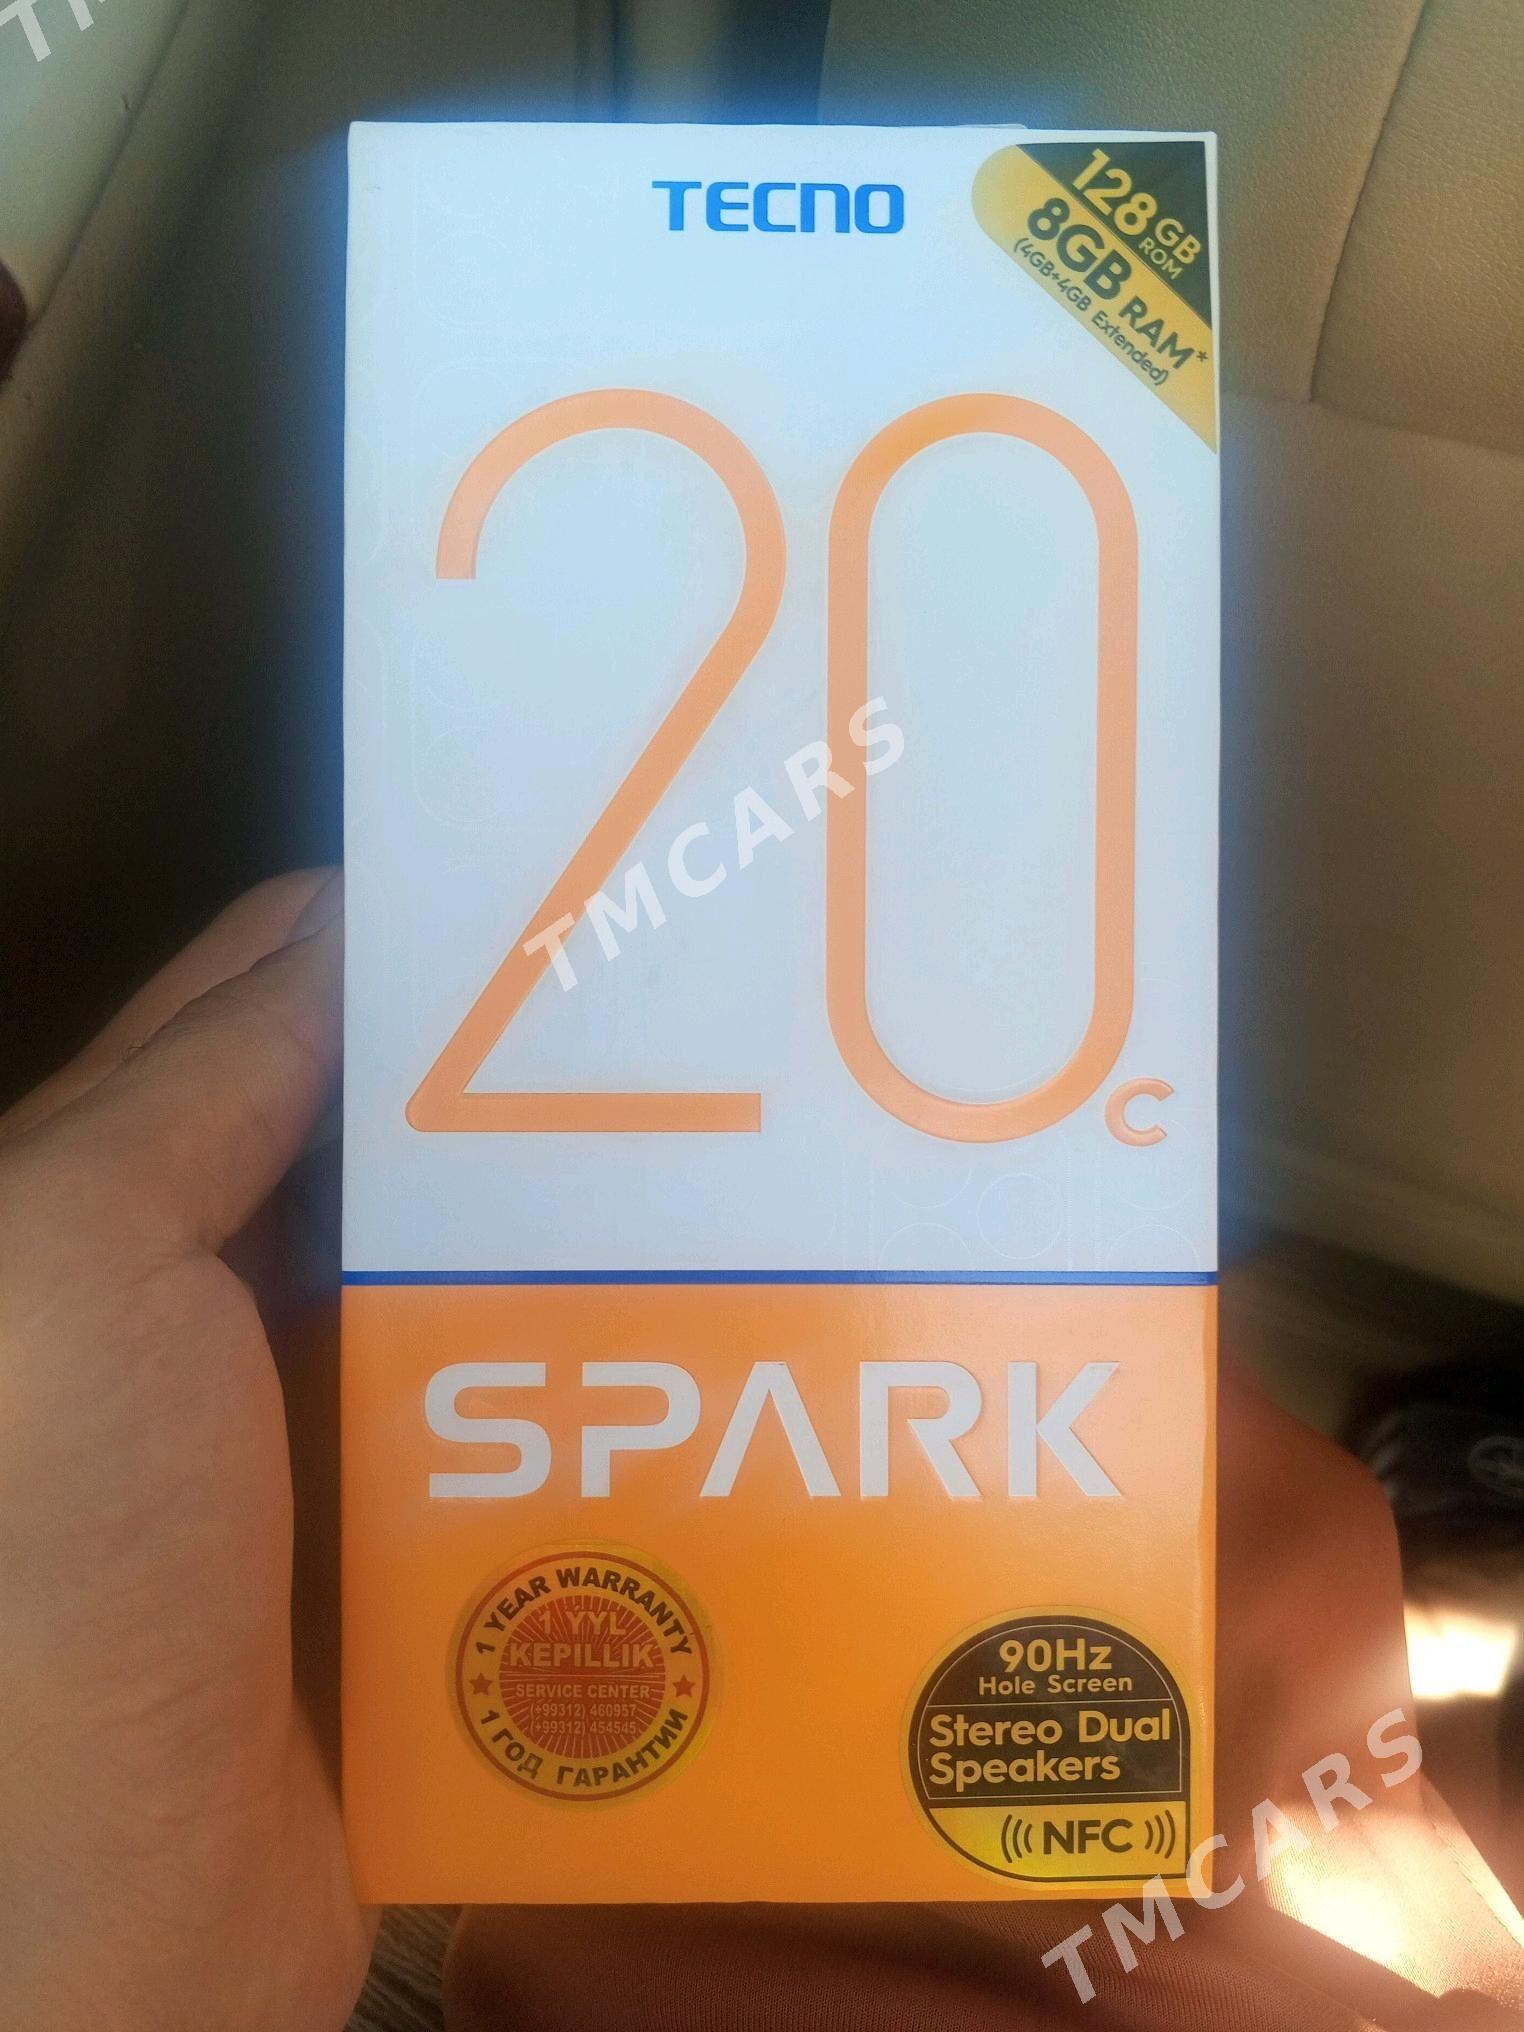 TECNO
128GB
ROM
8GB RAM*
(4GB+4GB Extended)
20
C
TMCARS
SPARK
1 YEAR WARRANTY
1 ÝYL
KEPILLIK
SERVICE CENTER
(+99312) 460957
(+99312) 454545
1 ГОД ГАРАНТИИ
90Hz
Hole Screen
Stereo Dual
Speakers
((( NFC )))
TMCARS